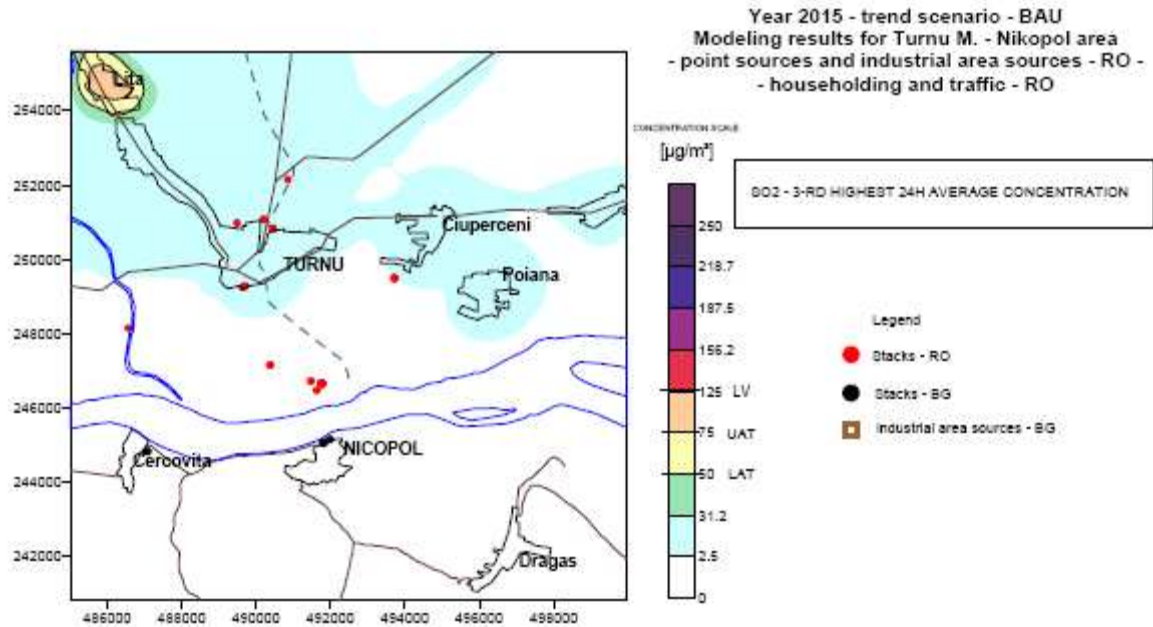 Year 2015 - trend scenario - BAU
Modeling results for Turnu M. - Nikopol area
- point sources and industrial area sources - RO -
- householding and traffic - RO
CONCENTRATION SCALE
[µg/m³]
SO2 - 3-RD HIGHEST 24H AVERAGE CONCENTRATION
250
218.7
187.5
156.2
125 LV
75 UAT
50 LAT
31.2
2.5
0
Legend
Stacks - RO
Stacks - BG
Industrial area sources - BG
Lita
Ciuperceni
TURNU
Poiana
NICOPOL
Cercovita
Dragas
254000
252000
250000
248000
246000
244000
242000
486000 488000 490000 492000 494000 496000 498000